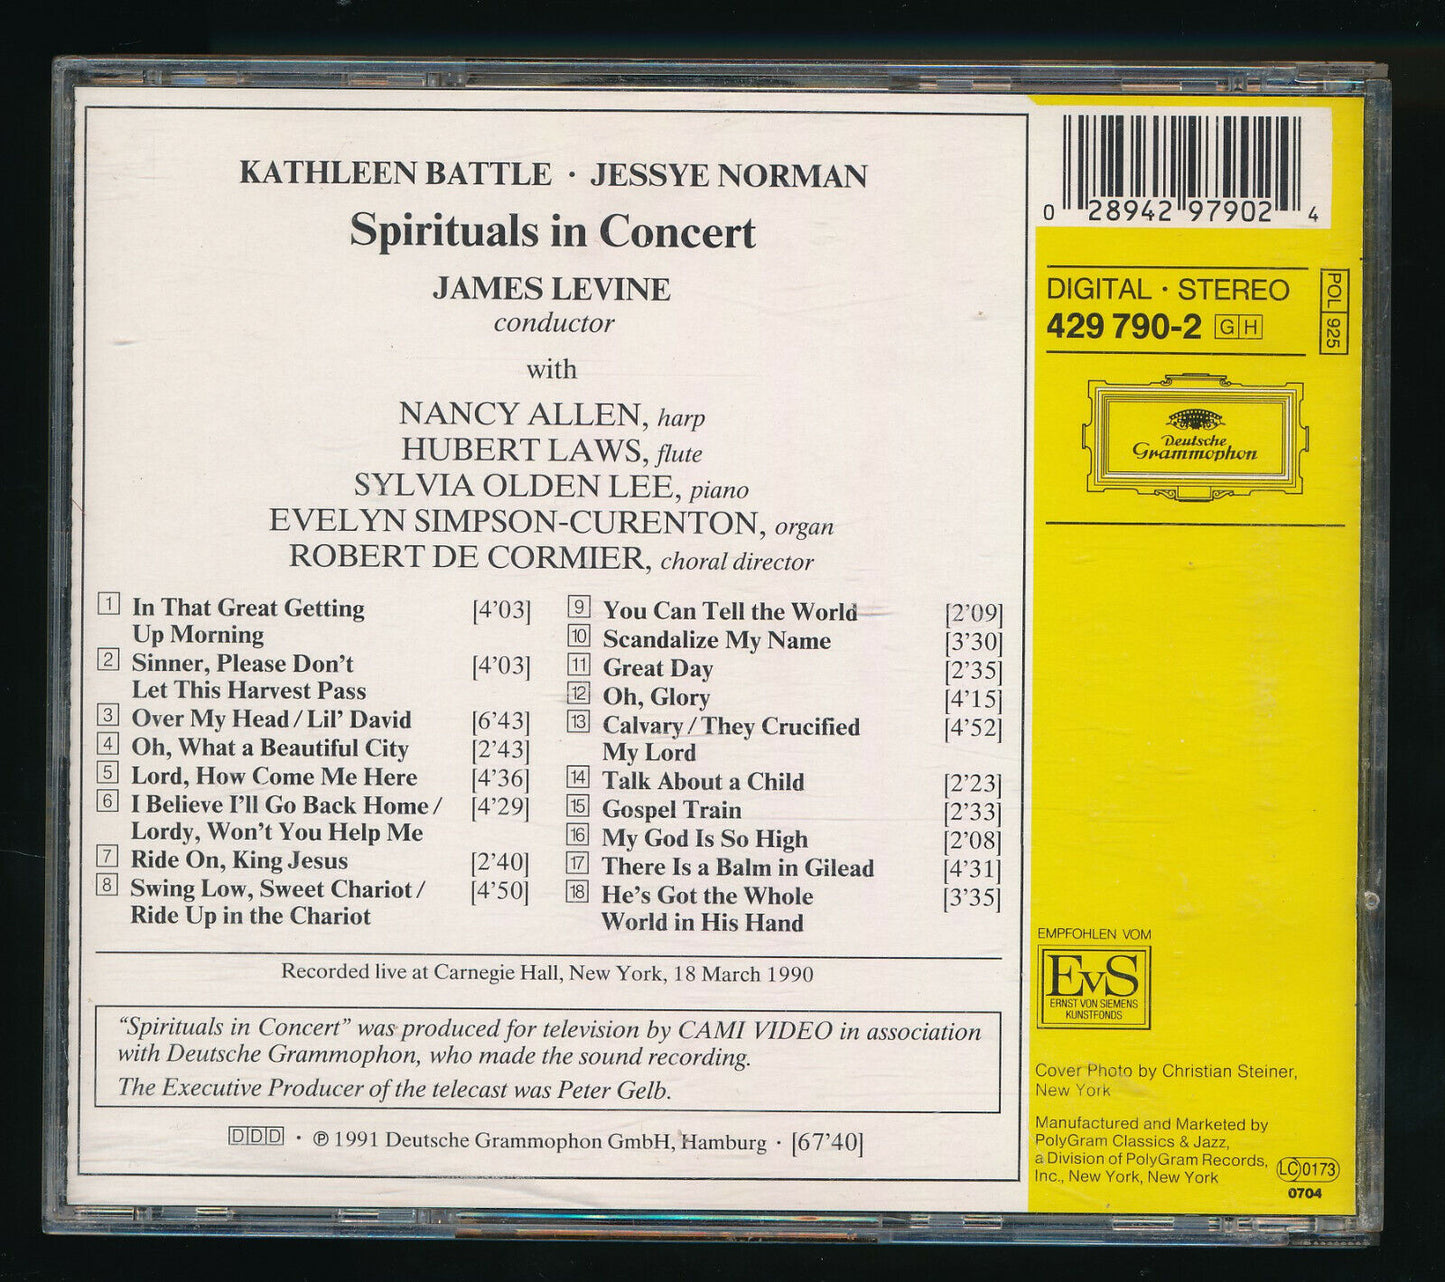 KATHLEEN BATTLE · JESSYE NORMAN
Spirituals in Concert
JAMES LEVINE
conductor
with
NANCY ALLEN, harp
HUBERT LAWS, flute
SYLVIA OLDEN LEE, piano
EVELYN SIMPSON-CURENTON, organ
ROBERT DE CORMIER, choral director
1 In That Great Getting [4'03]
Up Morning
2 Sinner, Please Don't [4'03]
Let This Harvest Pass
3 Over My Head / Lil' David [6'43]
4 Oh, What a Beautiful City [2'43]
5 Lord, How Come Me Here [4'36]
6 I Believe I'll Go Back Home / [4'29]
Lordy, Won't You Help Me
7 Ride On, King Jesus [2'40]
8 Swing Low, Sweet Chariot / [4'50]
Ride Up in the Chariot
9 You Can Tell the World [2'09]
10 Scandalize My Name [3'30]
11 Great Day [2'35]
12 Oh, Glory [4'15]
13 Calvary / They Crucified [4'52]
My Lord
14 Talk About a Child [2'23]
15 Gospel Train [2'33]
16 My God Is So High [2'08]
17 There Is a Balm in Gilead [4'31]
18 He's Got the Whole [3'35]
World in His Hand
Recorded live at Carnegie Hall, New York, 18 March 1990
"Spirituals in Concert" was produced for television by CAMI VIDEO in association
with Deutsche Grammophon, who made the sound recording.
The Executive Producer of the telecast was Peter Gelb.
DDD · ℗ 1991 Deutsche Grammophon GmbH, Hamburg · [67'40]
0 28942 97902 4
DIGITAL · STEREO
429 790-2 GH
POL 925
Deutsche
Grammophon
EMPFOHLEN VOM
EvS
ERNST VON SIEMENS
KUNSTFONDS
Cover Photo by Christian Steiner,
New York
Manufactured and Marketed by
PolyGram Classics & Jazz,
a Division of PolyGram Records,
Inc., New York, New York
LC 0173
0704